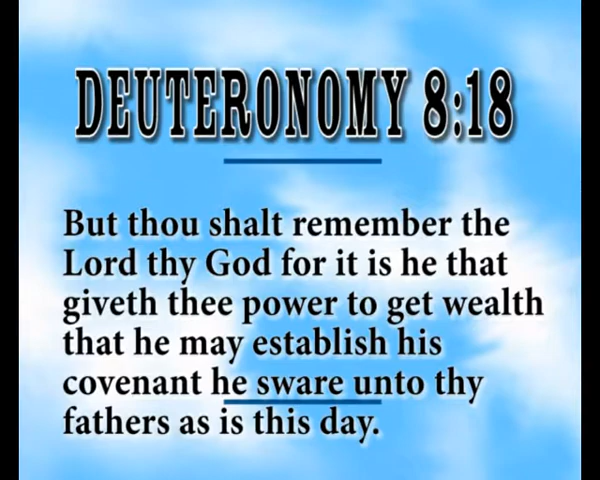 DEUTERONOMY 8:18
But thou shalt remember the
Lord thy God for it is he that
giveth thee power to get wealth
that he may establish his
covenant he sware unto thy
fathers as is this day.